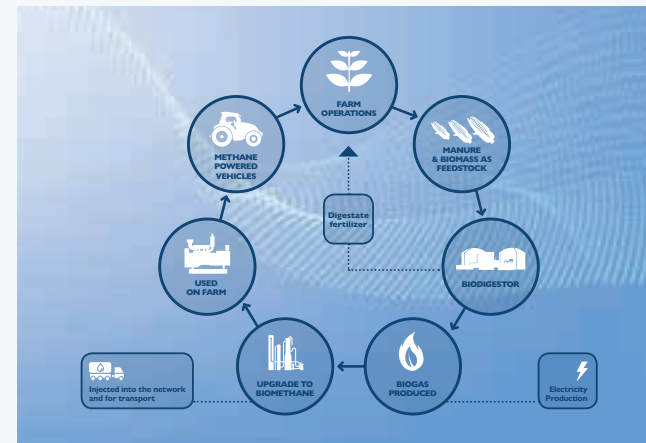 FARM
OPERATIONS
MANURE
& BIOMASS AS
FEEDSTOCK
BIODIGESTOR
BIOGAS
PRODUCED
UPGRADE TO
BIOMETHANE
USED
ON FARM
METHANE
POWERED
VEHICLES
Digestate
fertilizer
Injected into the network
and for transport
Electricity
Production